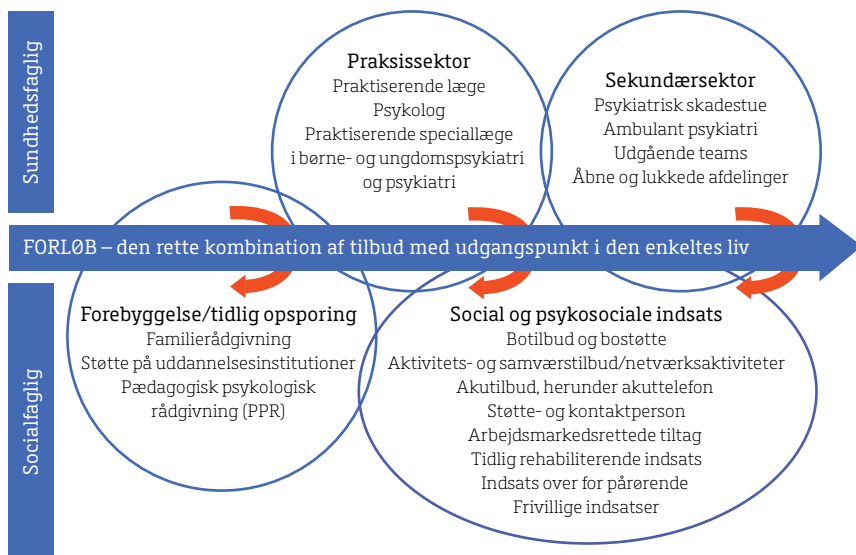 Sundhedsfaglig
Praksissektor
Praktiserende læge
Psykolog
Praktiserende speciallæge
i børne- og ungdomspsykiatri
og psykiatri
Sekundærsektor
Psykiatrisk skadestue
Ambulant psykiatri
Udgående teams
Åbne og lukkede afdelinger
FORLØB – den rette kombination af tilbud med udgangspunkt i den enkeltes liv
Socialfaglig
Forebyggelse/tidlig opsporing
Familierådgivning
Støtte på uddannelsesinstitutioner
Pædagogisk psykologisk
rådgivning (PPR)
Social og psykosociale indsats
Botilbud og bostøtte
Aktivitets- og samværstilbud/netværksaktiviteter
Akutilbud, herunder akuttelefon
Støtte- og kontaktperson
Arbejdsmarkedsrettede tiltag
Tidlig rehabiliterende indsats
Indsats over for pårørende
Frivillige indsatser